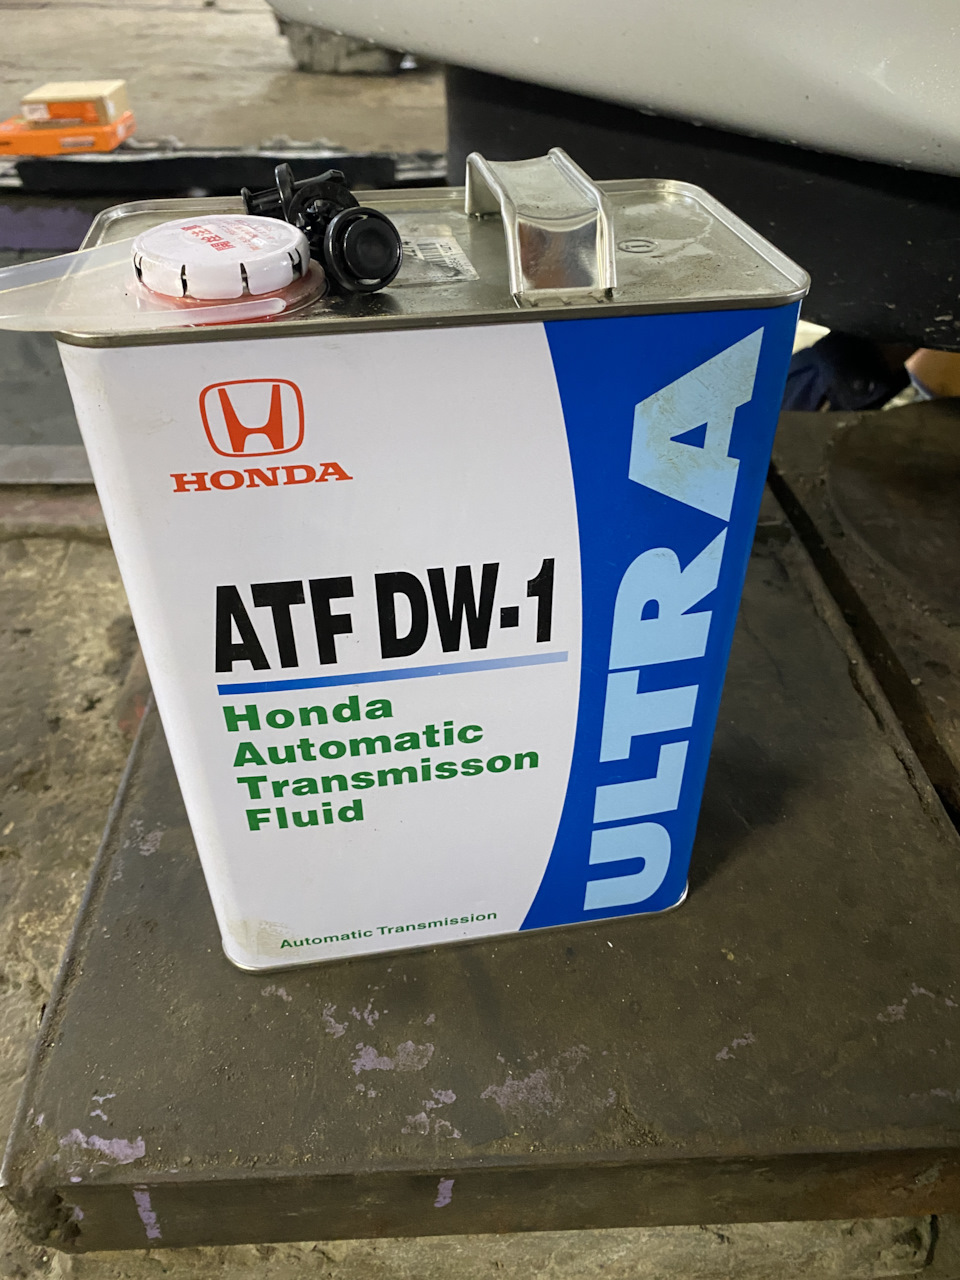 HONDA
ATF DW-1
Honda
Automatic
Transmisson
Fluid
Automatic Transmission
ULTRA